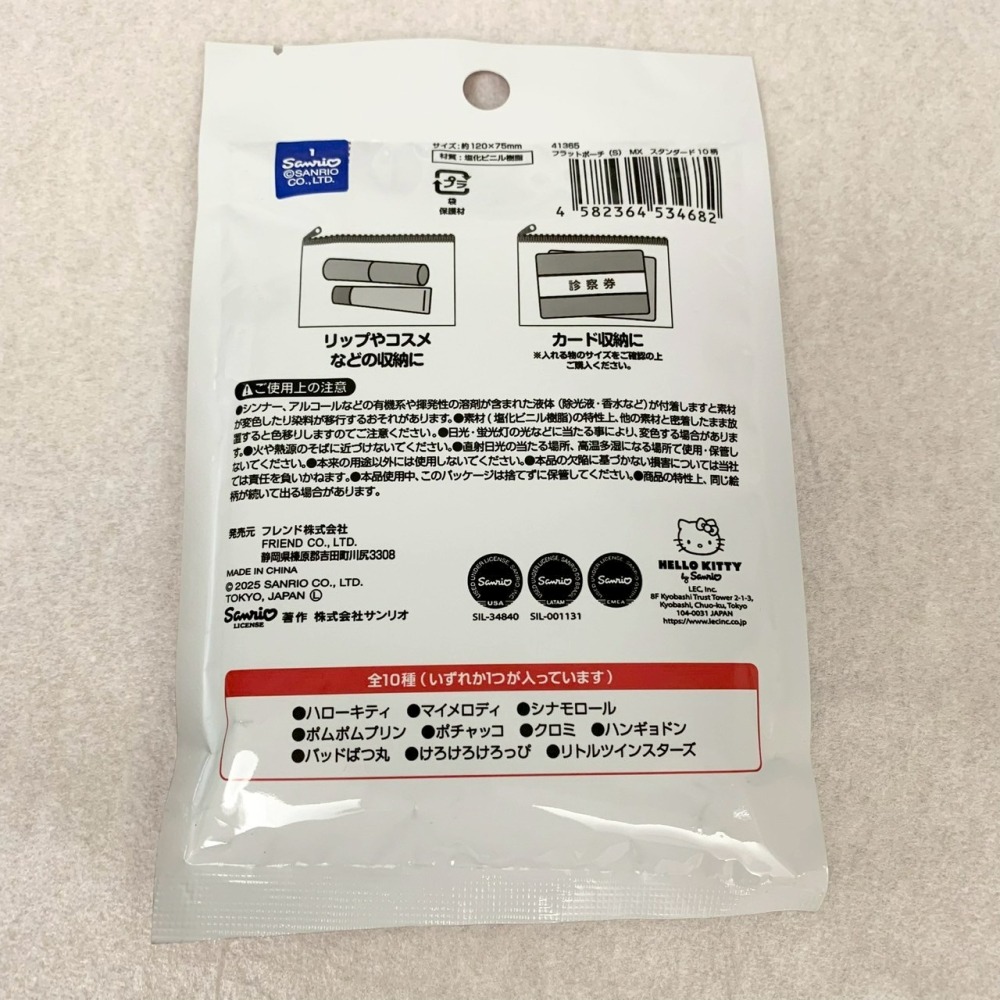 1
Sanrio
©SANRIO
CO., LTD.
サイズ：約120×75mm
材質：塩化ビニル樹脂
プラ
袋
保護材
41365
フラットポーチ（S） MX スタンダード10柄
4 582364 534682
リップやコスメ
などの収納に
診察券
カード収納に
※入れる物のサイズをご確認の上
ご購入ください。
ご使用上の注意
●シンナー、アルコールなどの有機系や揮発性の溶剤が含まれた液体（除光液・香水など）が付着しますと素材
が変色したり染料が移行するおそれがあります。●素材（塩化ビニル樹脂）の特性上、他の素材と密着したまま放
置すると色移りしますのでご注意ください。●日光・蛍光灯の光などに当たる事により、変色する場合がありま
す。●火や熱源のそばに近づけないでください。●直射日光の当たる場所、高温多湿になる場所で使用・保管し
ないでください。●本来の用途以外には使用しないでください。●本品の欠陥に基づかない損害については当社
では責任を負いかねます。●本品使用中、このパッケージは捨てずに保管してください。●商品の特性上、同じ絵
柄が続いて出る場合があります。
発売元 フレンド株式会社
FRIEND CO., LTD.
静岡県榛原郡吉田町川尻3308
MADE IN CHINA
© 2025 SANRIO CO., LTD.
TOKYO, JAPAN Ⓛ
Sanrio
LICENSE
著作 株式会社サンリオ
Sanrio
USA
SIL-34840
Sanrio
LATAM
SIL-001131
Sanrio
EMEA
HELLO KITTY
by Sanrio
LEC, Inc.
8F Kyobashi Trust Tower 2-1-3,
Kyobashi, Chuo-ku, Tokyo
104-0031 JAPAN
https://www.lecinc.co.jp
全10種（いずれか1つが入っています）
●ハローキティ ●マイメロディ ●シナモロール
●ポムポムプリン ●ポチャッコ ●クロミ ●ハンギョドン
●バッドばつ丸 ●けろけろけろっぴ ●リトルツインスターズ